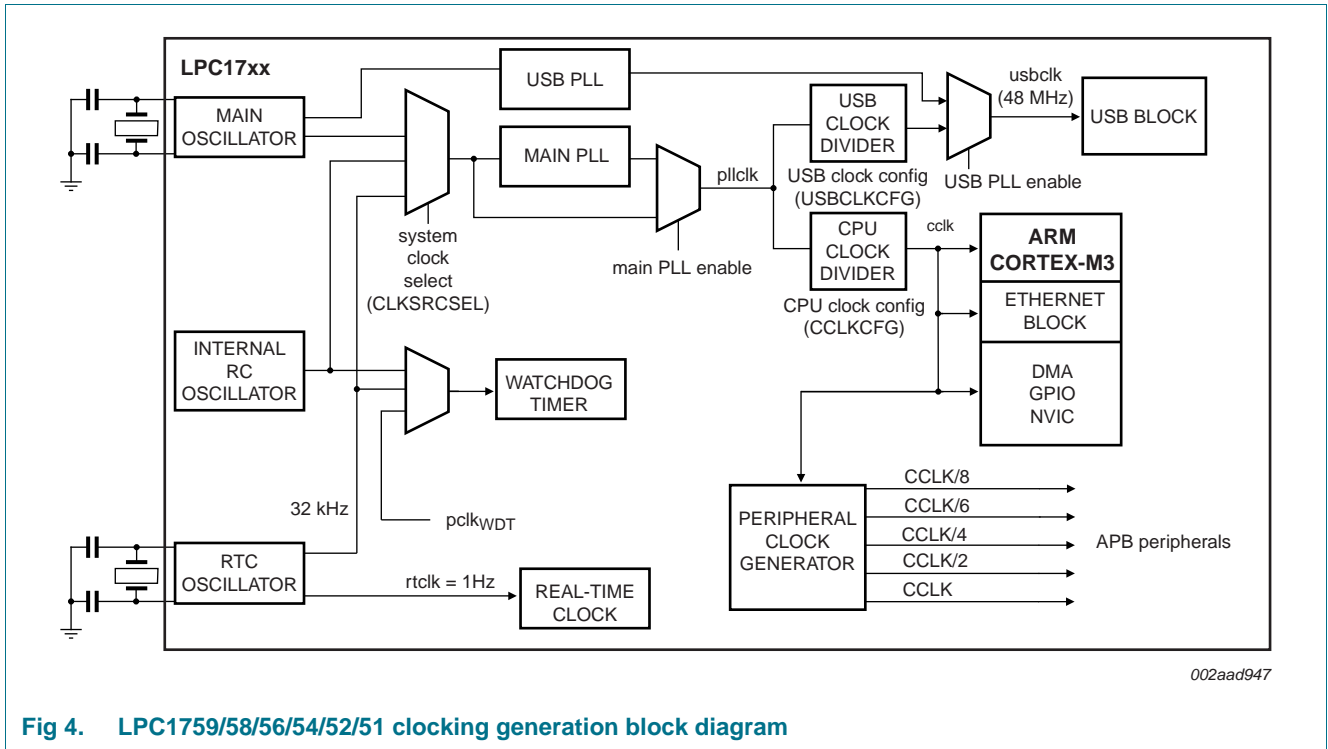 LPC17xx
MAIN
OSCILLATOR
USB PLL
MAIN PLL
system
clock
select
(CLKSRCSEL)
main PLL enable
pllclk
USB
CLOCK
DIVIDER
USB clock config
(USBCLKCFG)
usbclk
(48 MHz)
USB PLL enable
USB BLOCK
CPU
CLOCK
DIVIDER
CPU clock config
(CCLKCFG)
cclk
ARM
CORTEX-M3
ETHERNET
BLOCK
DMA
GPIO
NVIC
INTERNAL
RC
OSCILLATOR
WATCHDOG
TIMER
32 kHz
pclkWDT
RTC
OSCILLATOR
rtclk = 1Hz
REAL-TIME
CLOCK
PERIPHERAL
CLOCK
GENERATOR
CCLK/8
CCLK/6
CCLK/4
CCLK/2
CCLK
APB peripherals
002aad947
Fig 4. LPC1759/58/56/54/52/51 clocking generation block diagram